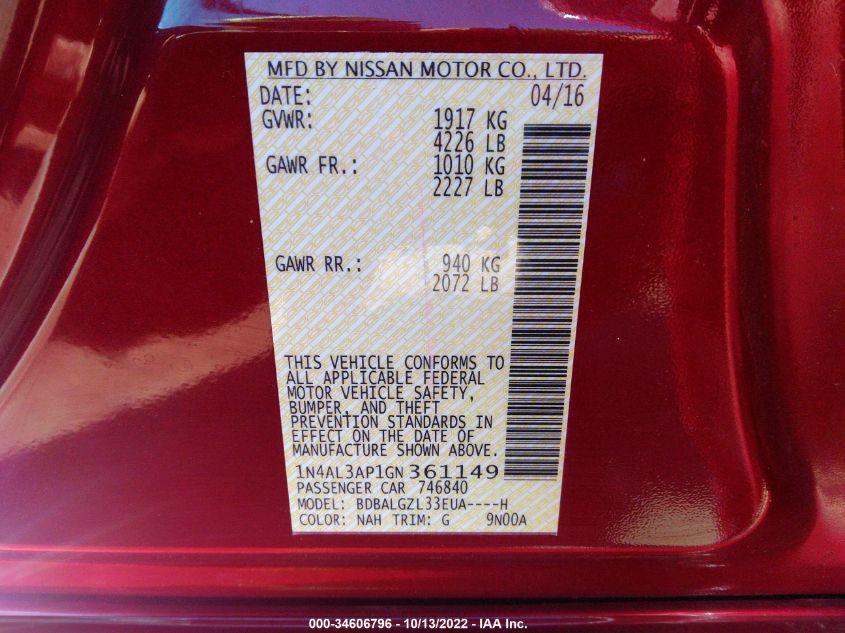 MFD BY NISSAN MOTOR CO., LTD.
DATE: 04/16
GVWR: 1917 KG
4226 LB
GAWR FR.: 1010 KG
2227 LB
GAWR RR.: 940 KG
2072 LB
THIS VEHICLE CONFORMS TO
ALL APPLICABLE FEDERAL
MOTOR VEHICLE SAFETY,
BUMPER, AND THEFT
PREVENTION STANDARDS IN
EFFECT ON THE DATE OF
MANUFACTURE SHOWN ABOVE.
1N4AL3AP1GN361149
PASSENGER CAR 746840
MODEL: BDBALGZL33EUA----H
COLOR: NAH TRIM: G 9N00A
000-34606796 - 10/13/2022 - IAA Inc.